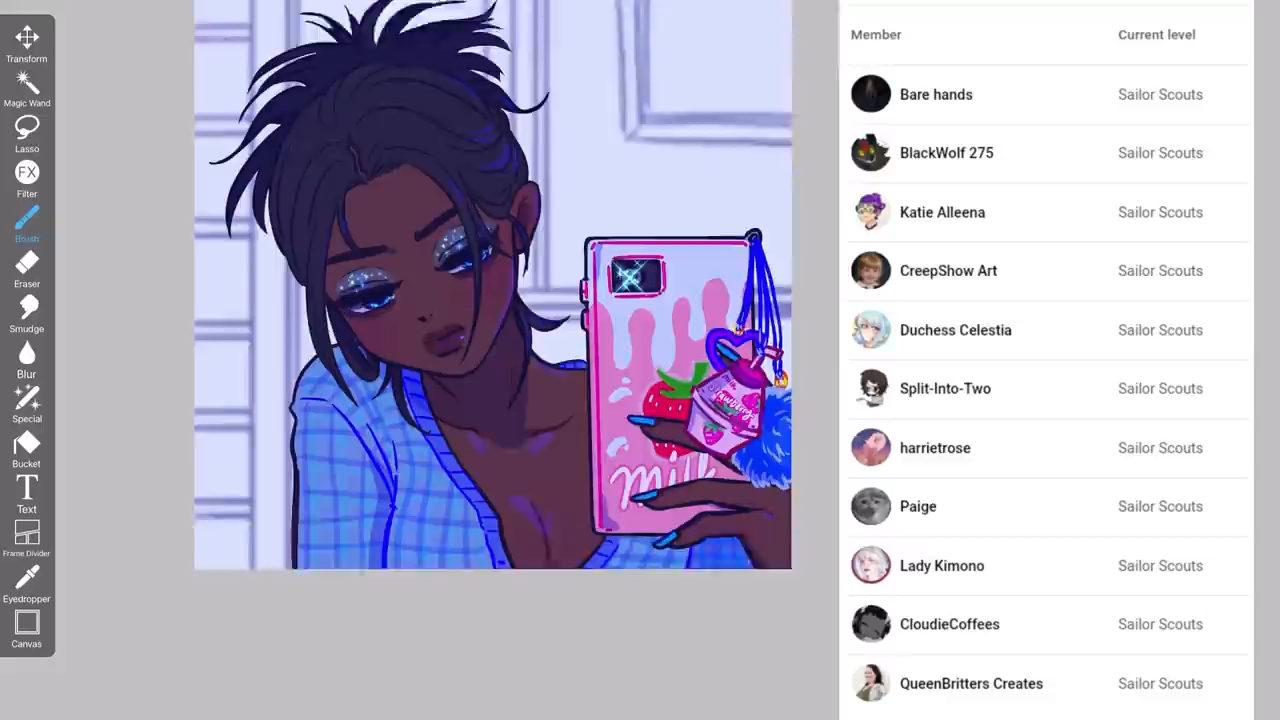 Transform
Magic Wand
Lasso
FX
Filter
Brush
Eraser
Smudge
Blur
Special
Bucket
T
Text
Frame Divider
Eyedropper
Canvas
milk
Strawberry
milk
Member Current level
Bare hands Sailor Scouts
BlackWolf 275 Sailor Scouts
Katie Alleena Sailor Scouts
CreepShow Art Sailor Scouts
Duchess Celestia Sailor Scouts
Split-Into-Two Sailor Scouts
harrietrose Sailor Scouts
Paige Sailor Scouts
Lady Kimono Sailor Scouts
CloudieCoffees Sailor Scouts
QueenBritters Creates Sailor Scouts